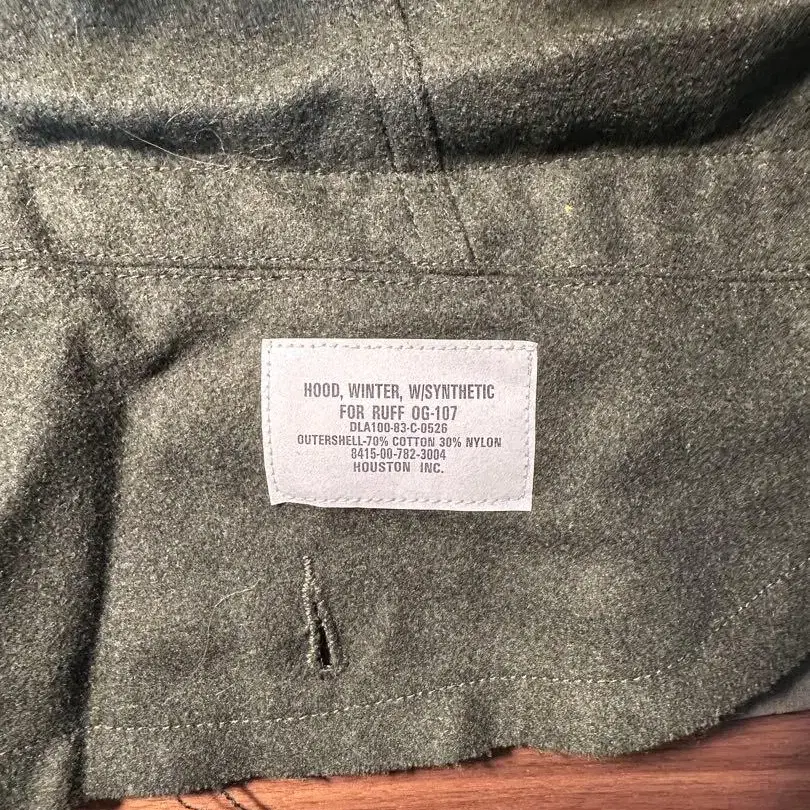 HOOD, WINTER, W/SYNTHETIC
FOR RUFF OG-107
DLA100-83-C-0526
OUTERSHELL-70% COTTON 30% NYLON
8415-00-782-3004
HOUSTON INC.